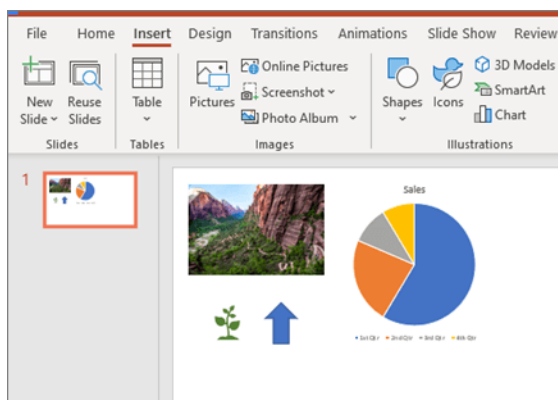 File Home Insert Design Transitions Animations Slide Show Review
New Slide
Reuse Slides
Table
Pictures
Online Pictures
Screenshot
Photo Album
Shapes
Icons
3D Models
SmartArt
Chart
Slides Tables Images Illustrations
1
Sales
1st Qtr 2nd Qtr 3rd Qtr 4th Qtr